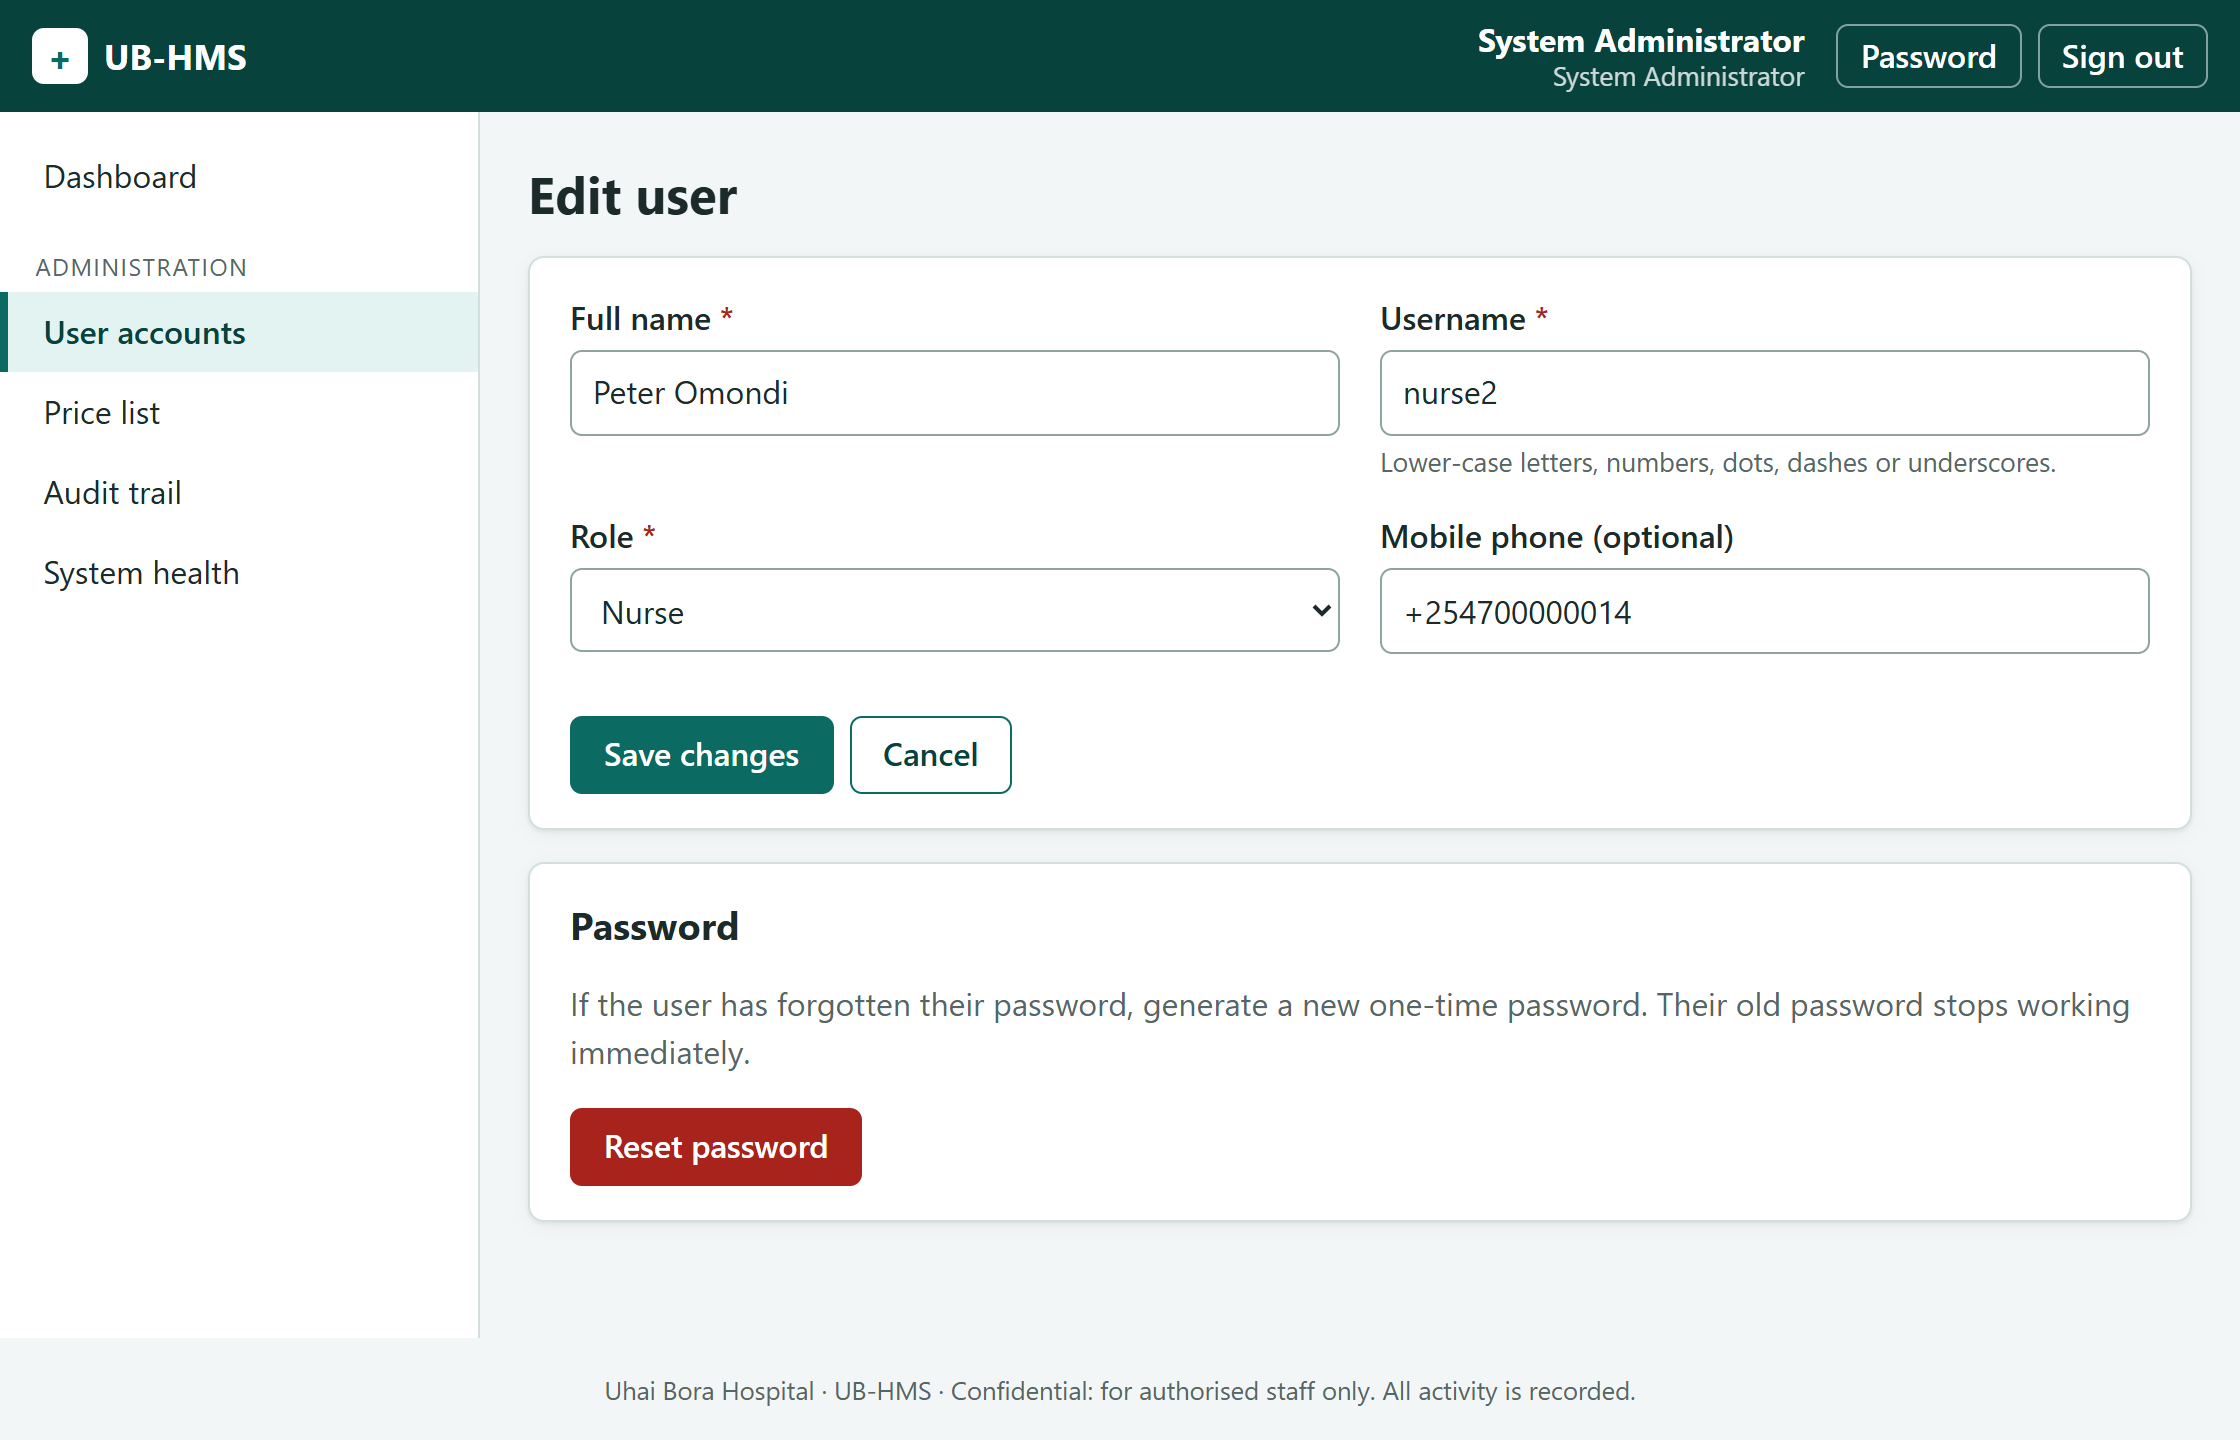 + UB-HMS
System Administrator
System Administrator
Password
Sign out
Dashboard
ADMINISTRATION
User accounts
Price list
Audit trail
System health
Edit user
Full name *
Peter Omondi
Username *
nurse2
Lower-case letters, numbers, dots, dashes or underscores.
Role *
Nurse
Mobile phone (optional)
+254700000014
Save changes
Cancel
Password
If the user has forgotten their password, generate a new one-time password. Their old password stops working
immediately.
Reset password
Uhai Bora Hospital · UB-HMS · Confidential: for authorised staff only. All activity is recorded.